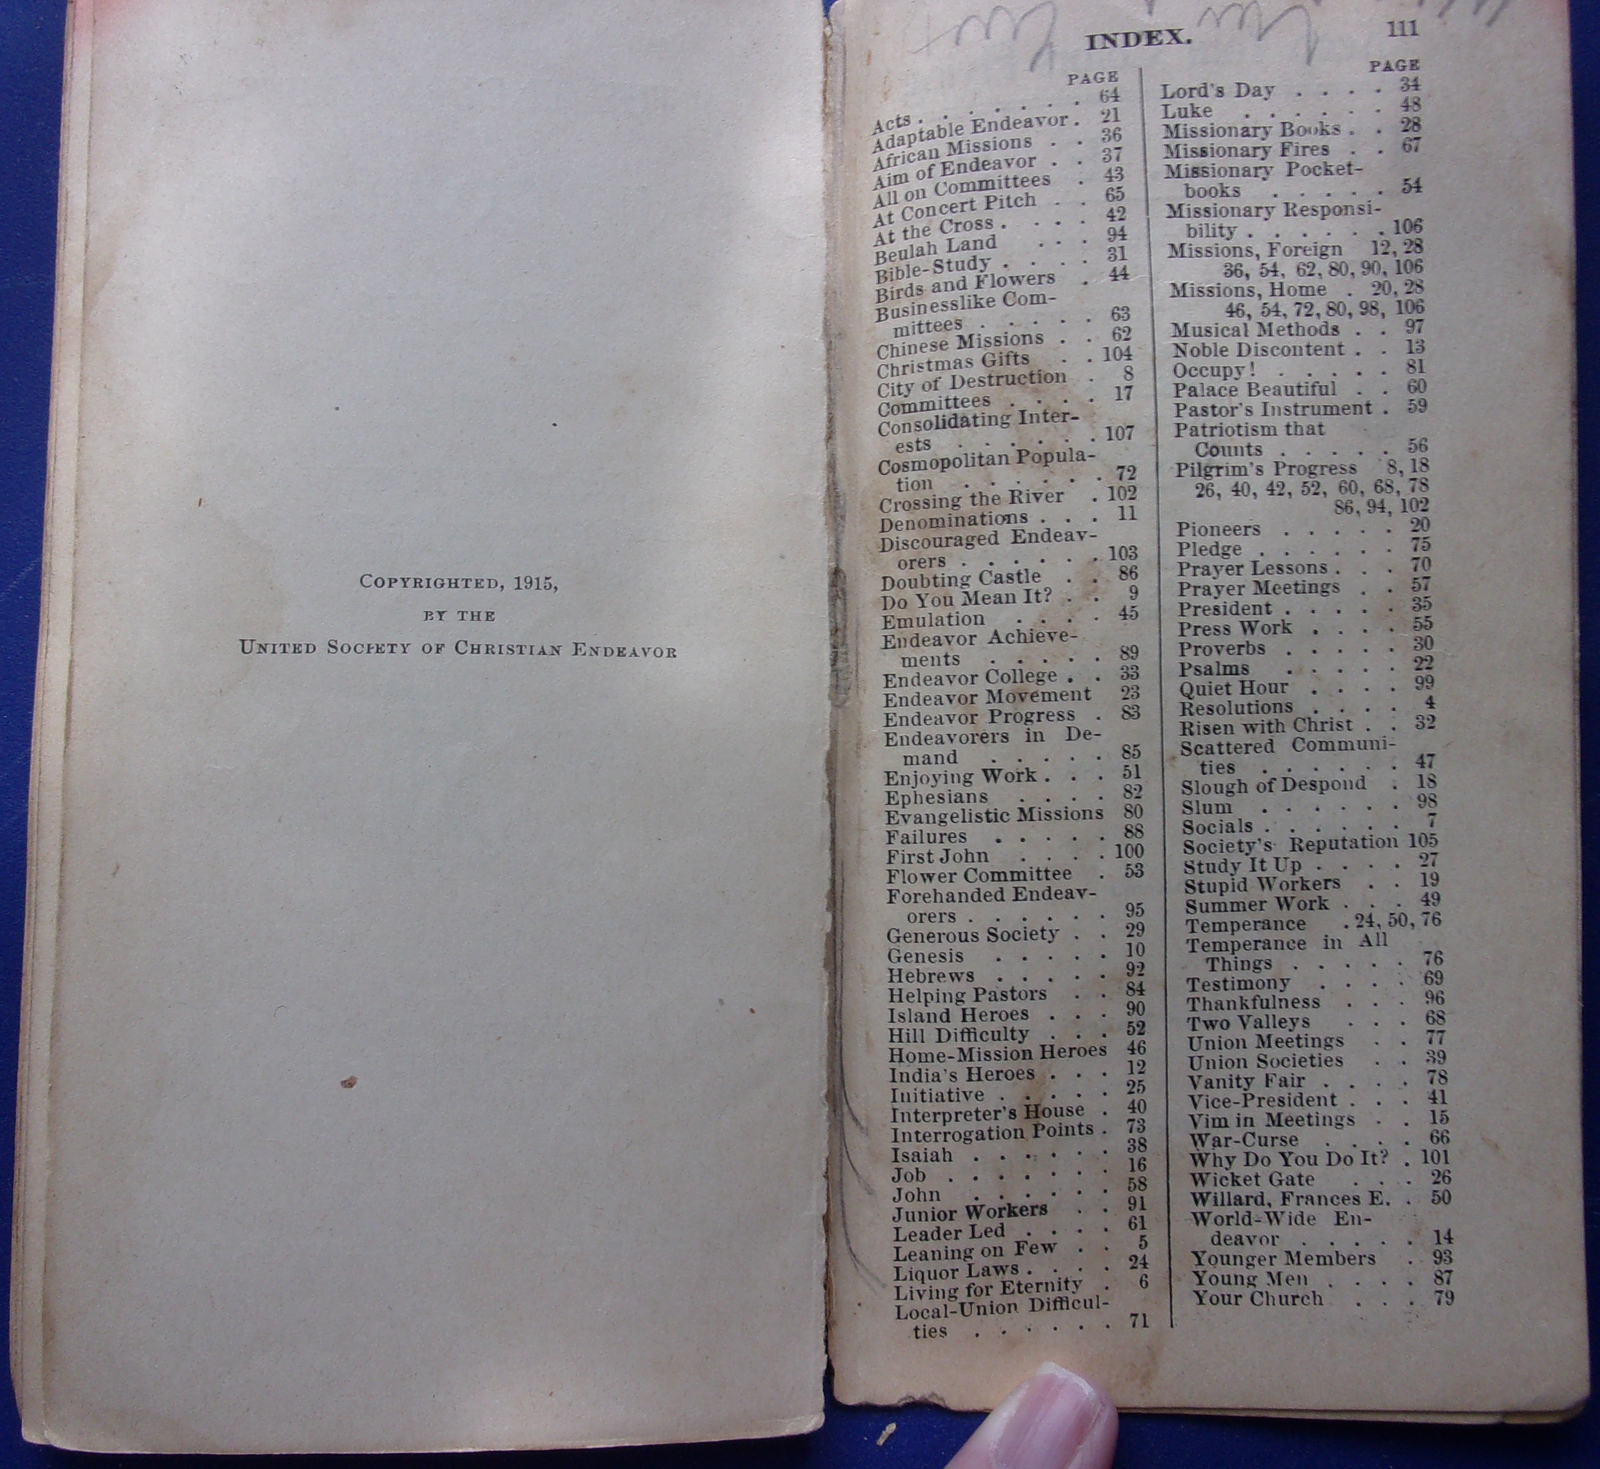 COPYRIGHTED, 1915,
BY THE
UNITED SOCIETY OF CHRISTIAN ENDEAVOR
INDEX. 111
PAGE
Acts . . . . . . . 64
Adaptable Endeavor . 21
African Missions . . 36
Aim of Endeavor . . 37
All on Committees . 43
At Concert Pitch . . 65
At the Cross . . . . 42
Beulah Land . . . 94
Bible-Study . . . . 31
Birds and Flowers . 44
Businesslike Com-
mittees . . . . . 63
Chinese Missions . . 62
Christmas Gifts . . 104
City of Destruction . 8
Committees . . . . 17
Consolidating Inter-
ests . . . . . . 107
Cosmopolitan Popula-
tion . . . . . . 72
Crossing the River . 102
Denominations . . . 11
Discouraged Endeav-
orers . . . . . . 103
Doubting Castle . . 86
Do You Mean It? . . 9
Emulation . . . . 45
Endeavor Achieve-
ments . . . . . 89
Endeavor College . . 33
Endeavor Movement 23
Endeavor Progress . 83
Endeavorers in De-
mand . . . . . 85
Enjoying Work . . . 51
Ephesians . . . . 82
Evangelistic Missions 80
Failures . . . . . 88
First John . . . . 100
Flower Committee . 53
Forehanded Endeav-
orers . . . . . . 95
Generous Society . . 29
Genesis . . . . . 10
Hebrews . . . . . 92
Helping Pastors . . 84
Island Heroes . . . 90
Hill Difficulty . . . 52
Home-Mission Heroes 46
India's Heroes . . . 12
Initiative . . . . . 25
Interpreter's House . 40
Interrogation Points . 73
Isaiah . . . . . . 38
Job . . . . . . . 16
John . . . . . . 58
Junior Workers . . 91
Leader Led . . . . 61
Leaning on Few . . 5
Liquor Laws . . . . 24
Living for Eternity . 6
Local-Union Difficul-
ties . . . . . . 71
PAGE
Lord's Day . . . . 34
Luke . . . . . . 48
Missionary Books . . 28
Missionary Fires . . 67
Missionary Pocket-
books . . . . . 54
Missionary Responsi-
bility . . . . . . 106
Missions, Foreign 12, 28
36, 54, 62, 80, 90, 106
Missions, Home . 20, 28
46, 54, 72, 80, 98, 106
Musical Methods . . 97
Noble Discontent . . 13
Occupy! . . . . . 81
Palace Beautiful . . 60
Pastor's Instrument . 59
Patriotism that
Counts . . . . . 56
Pilgrim's Progress 8, 18
26, 40, 42, 52, 60, 68, 78
86, 94, 102
Pioneers . . . . . 20
Pledge . . . . . . 75
Prayer Lessons . . . 70
Prayer Meetings . . 57
President . . . . . 35
Press Work . . . . 55
Proverbs . . . . . 30
Psalms . . . . . 22
Quiet Hour . . . . 99
Resolutions . . . . 4
Risen with Christ . . 32
Scattered Communi-
ties . . . . . . 47
Slough of Despond . 18
Slum . . . . . . 98
Socials . . . . . . 7
Society's Reputation 105
Study It Up . . . . 27
Stupid Workers . . 19
Summer Work . . . 49
Temperance . 24, 50, 76
Temperance in All
Things . . . . . 76
Testimony . . . . 69
Thankfulness . . . 96
Two Valleys . . . 68
Union Meetings . . 77
Union Societies . . 39
Vanity Fair . . . . 78
Vice-President . . . 41
Vim in Meetings . . 15
War-Curse . . . . 66
Why Do You Do It? . 101
Wicket Gate . . . 26
Willard, Frances E. . 50
World-Wide En-
deavor . . . . . 14
Younger Members . 93
Young Men . . . . 87
Your Church . . . 79